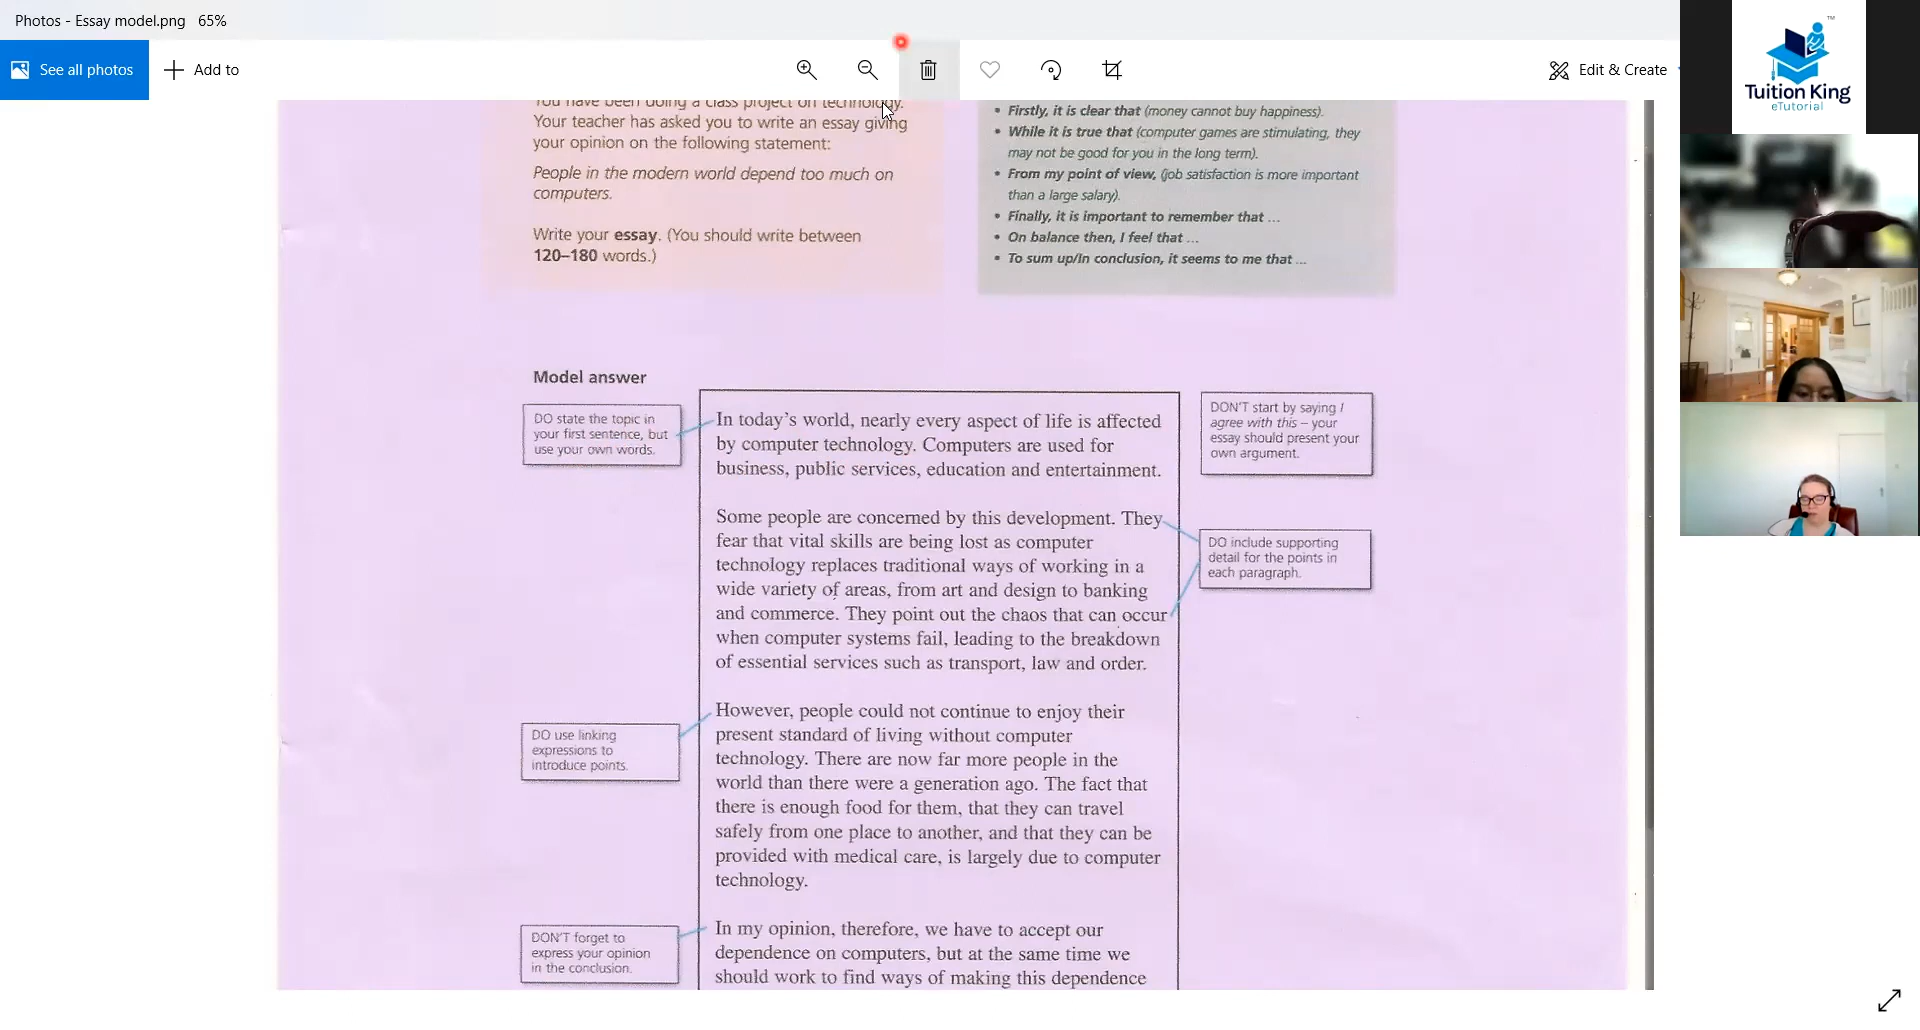 Photos - Essay model.png 65%
See all photos
Add to
Edit & Create
TM
Tuition King
eTutorial
You have been doing a class project on technology.
Your teacher has asked you to write an essay giving
your opinion on the following statement:
People in the modern world depend too much on
computers.
Write your essay. (You should write between
120–180 words.)
• Firstly, it is clear that (money cannot buy happiness).
• While it is true that (computer games are stimulating, they
may not be good for you in the long term).
• From my point of view, (job satisfaction is more important
than a large salary).
• Finally, it is important to remember that ...
• On balance then, I feel that ...
• To sum up/In conclusion, it seems to me that ...
Model answer
DO state the topic in
your first sentence, but
use your own words.
In today's world, nearly every aspect of life is affected
by computer technology. Computers are used for
business, public services, education and entertainment.
DON'T start by saying I
agree with this – your
essay should present your
own argument.
Some people are concerned by this development. They
fear that vital skills are being lost as computer
technology replaces traditional ways of working in a
wide variety of areas, from art and design to banking
and commerce. They point out the chaos that can occur
when computer systems fail, leading to the breakdown
of essential services such as transport, law and order.
DO include supporting
detail for the points in
each paragraph.
DO use linking
expressions to
introduce points.
However, people could not continue to enjoy their
present standard of living without computer
technology. There are now far more people in the
world than there were a generation ago. The fact that
there is enough food for them, that they can travel
safely from one place to another, and that they can be
provided with medical care, is largely due to computer
technology.
DON'T forget to
express your opinion
in the conclusion.
In my opinion, therefore, we have to accept our
dependence on computers, but at the same time we
should work to find ways of making this dependence